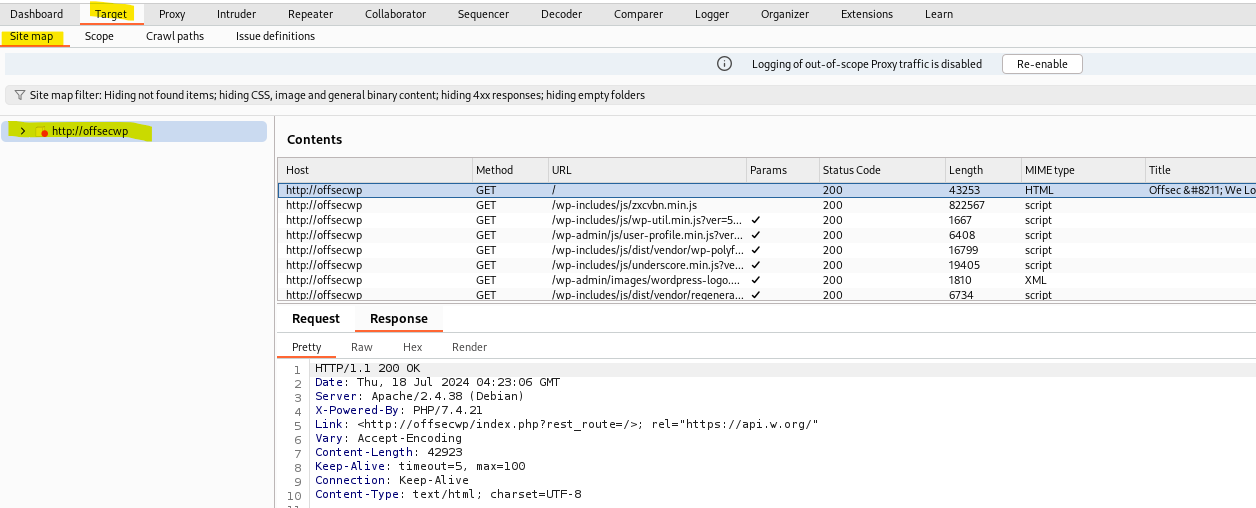 Dashboard Target Proxy Intruder Repeater Collaborator Sequencer Decoder Comparer Logger Organizer Extensions Learn
Site map Scope Crawl paths Issue definitions
Logging of out-of-scope Proxy traffic is disabled Re-enable
Site map filter: Hiding not found items; hiding CSS, image and general binary content; hiding 4xx responses; hiding empty folders
http://offsecwp
Contents
Host Method URL Params Status Code Length MIME type Title
http://offsecwp GET / 200 43253 HTML Offsec &#8211; We Lo
http://offsecwp GET /wp-includes/js/zxcvbn.min.js 200 822567 script
http://offsecwp GET /wp-includes/js/wp-util.min.js?ver=5... ✓ 200 1667 script
http://offsecwp GET /wp-admin/js/user-profile.min.js?ver... ✓ 200 6408 script
http://offsecwp GET /wp-includes/js/dist/vendor/wp-polyf... ✓ 200 16799 script
http://offsecwp GET /wp-includes/js/underscore.min.js?ve... ✓ 200 19405 script
http://offsecwp GET /wp-admin/images/wordpress-logo.... ✓ 200 1810 XML
http://offsecwp GET /wp-includes/js/dist/vendor/regenera... ✓ 200 6734 script
Request Response
Pretty Raw Hex Render
1 HTTP/1.1 200 OK
2 Date: Thu, 18 Jul 2024 04:23:06 GMT
3 Server: Apache/2.4.38 (Debian)
4 X-Powered-By: PHP/7.4.21
5 Link: <http://offsecwp/index.php?rest_route=/>; rel="https://api.w.org/"
6 Vary: Accept-Encoding
7 Content-Length: 42923
8 Keep-Alive: timeout=5, max=100
9 Connection: Keep-Alive
10 Content-Type: text/html; charset=UTF-8